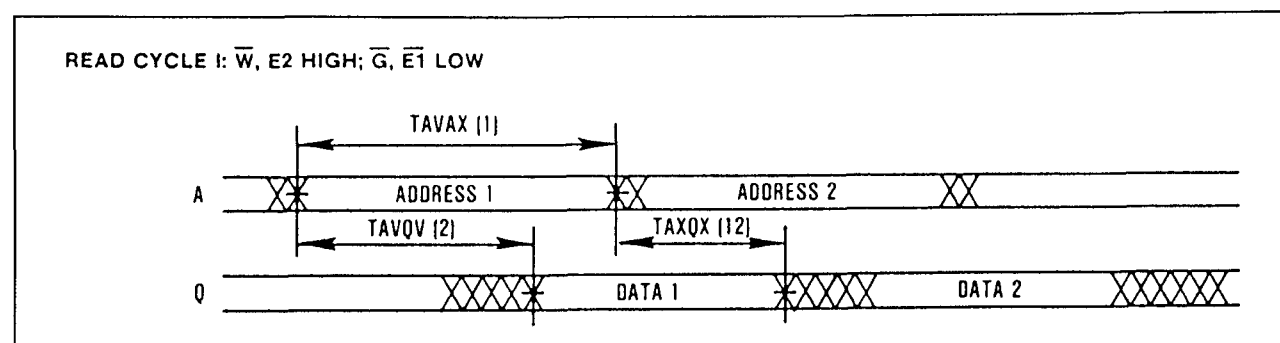 READ CYCLE I: W̅, E2 HIGH; G̅, E̅1̅ LOW
TAVAX (1)
A
ADDRESS 1
ADDRESS 2
TAVQV (2)
TAXQX (12)
Q
DATA 1
DATA 2